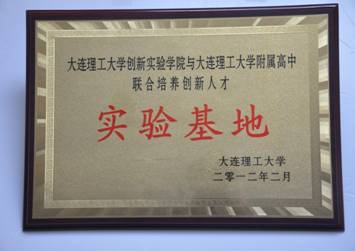 大连理工大学创新实验学院与大连理工大学附属高中
联合培养创新人才
实验基地
大连理工大学
二零一二年二月